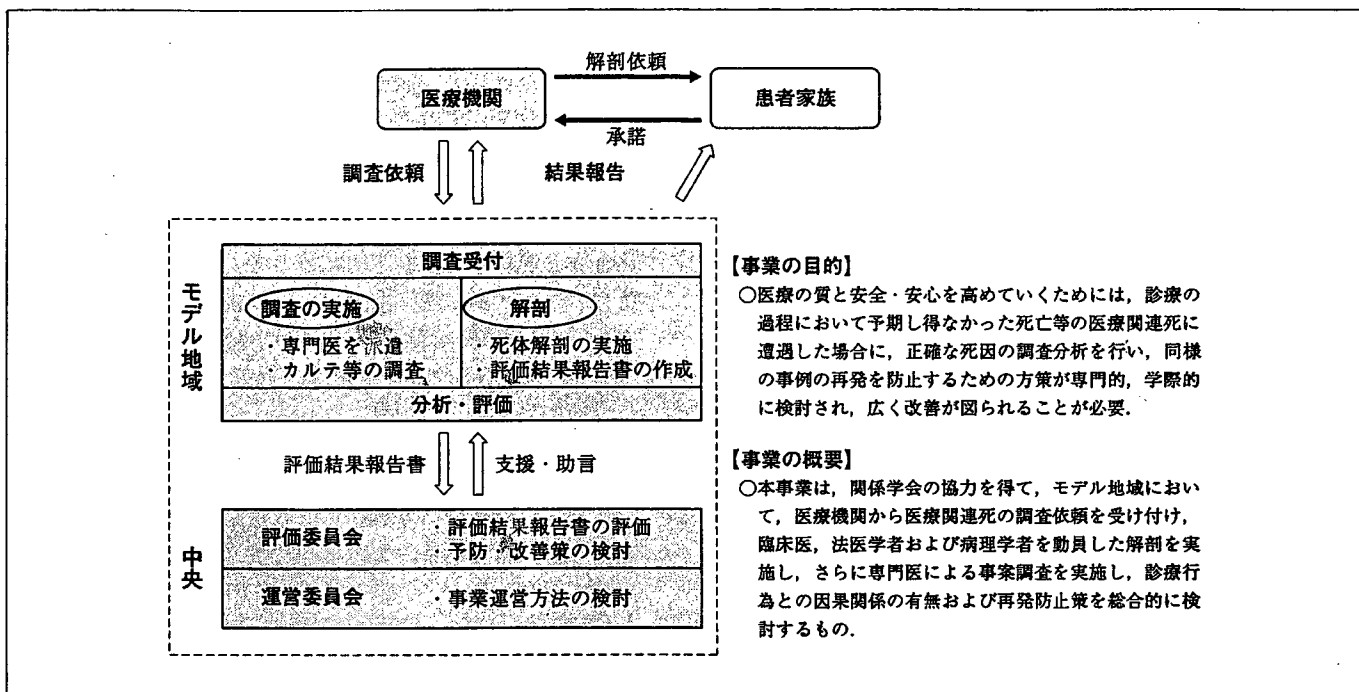 解剖依頼
医療機関
患者家族
承諾
調査依頼
結果報告
モデル地域
調査受付
調査の実施
・専門医を派遣
・カルテ等の調査
解剖
・死体解剖の実施
・評価結果報告書の作成
分析・評価
評価結果報告書
支援・助言
中央
評価委員会
・評価結果報告書の評価
・予防・改善策の検討
運営委員会
・事業運営方法の検討
【事業の目的】
○医療の質と安全・安心を高めていくためには，診療の
過程において予期し得なかった死亡等の医療関連死に
遭遇した場合に，正確な死因の調査分析を行い，同様
の事例の再発を防止するための方策が専門的，学際的
に検討され，広く改善が図られることが必要．
【事業の概要】
○本事業は，関係学会の協力を得て，モデル地域におい
て，医療機関から医療関連死の調査依頼を受け付け，
臨床医，法医学者および病理学者を動員した解剖を実
施し，さらに専門医による事案調査を実施し，診療行
為との因果関係の有無および再発防止策を総合的に検
討するもの．